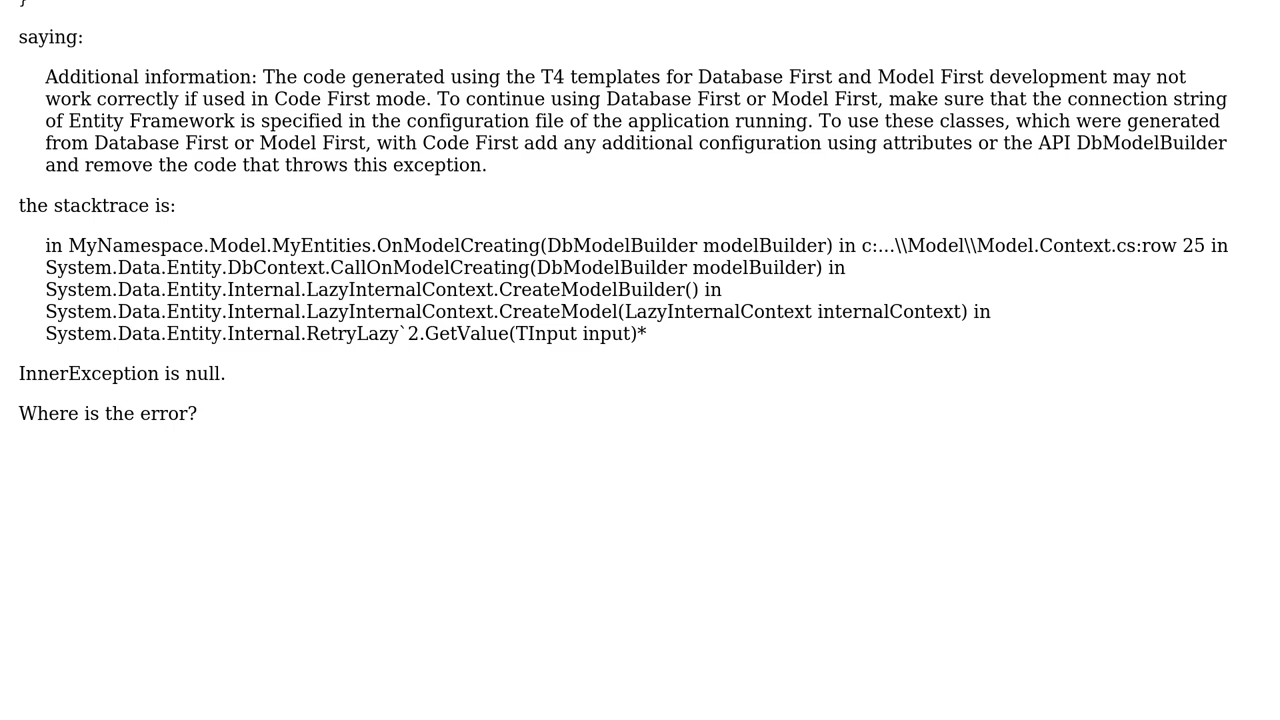 }
saying:
Additional information: The code generated using the T4 templates for Database First and Model First development may not
work correctly if used in Code First mode. To continue using Database First or Model First, make sure that the connection string
of Entity Framework is specified in the configuration file of the application running. To use these classes, which were generated
from Database First or Model First, with Code First add any additional configuration using attributes or the API DbModelBuilder
and remove the code that throws this exception.
the stacktrace is:
in MyNamespace.Model.MyEntities.OnModelCreating(DbModelBuilder modelBuilder) in c:...\\Model\\Model.Context.cs:row 25 in
System.Data.Entity.DbContext.CallOnModelCreating(DbModelBuilder modelBuilder) in
System.Data.Entity.Internal.LazyInternalContext.CreateModelBuilder() in
System.Data.Entity.Internal.LazyInternalContext.CreateModel(LazyInternalContext internalContext) in
System.Data.Entity.Internal.RetryLazy`2.GetValue(TInput input)*
InnerException is null.
Where is the error?